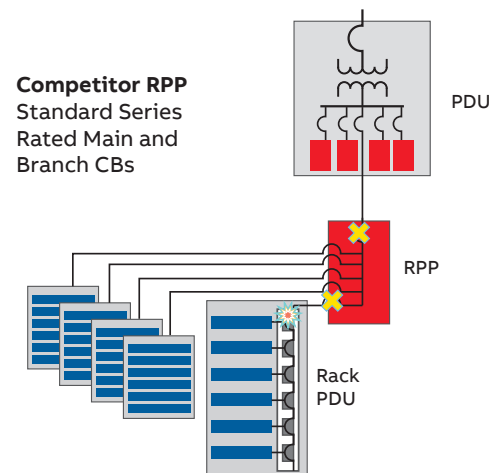 Competitor RPP
Standard Series
Rated Main and
Branch CBs
PDU
RPP
Rack
PDU